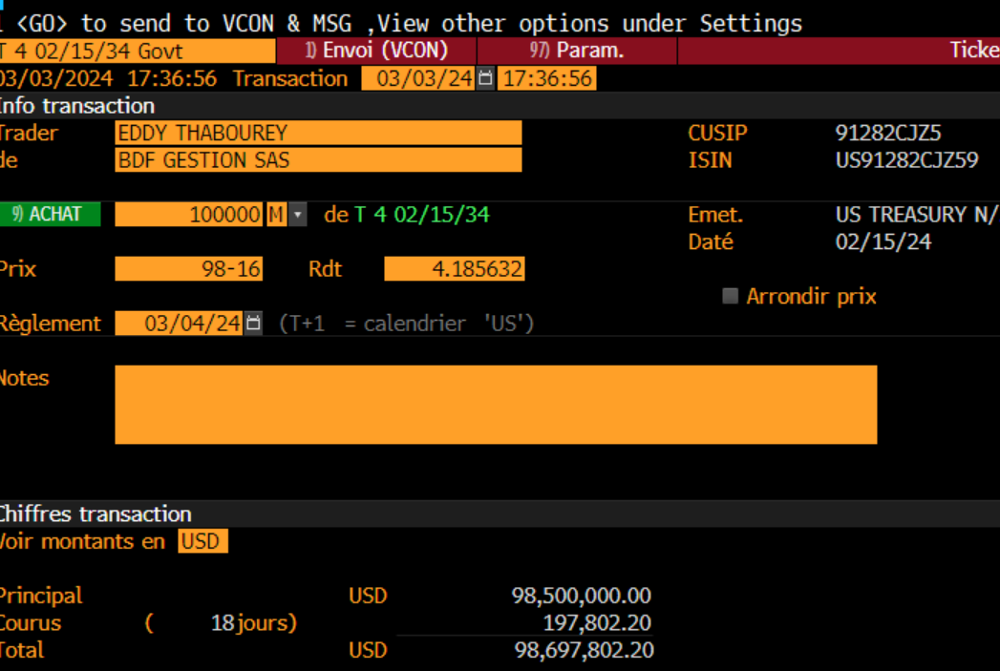 <GO> to send to VCON & MSG ,View other options under Settings
T 4 02/15/34 Govt 1) Envoi (VCON) 97) Param. Ticke
03/03/2024 17:36:56 Transaction 03/03/24 17:36:56
Info transaction
Trader EDDY THABOUREY CUSIP 91282CJZ5
de BDF GESTION SAS ISIN US91282CJZ59
9) ACHAT 100000 M de T 4 02/15/34 Emet. US TREASURY N/
Daté 02/15/24
Prix 98-16 Rdt 4.185632
Arrondir prix
Règlement 03/04/24 (T+1 = calendrier 'US')
Notes
Chiffres transaction
Voir montants en USD
Principal USD 98,500,000.00
Courus ( 18 jours) 197,802.20
Total USD 98,697,802.20